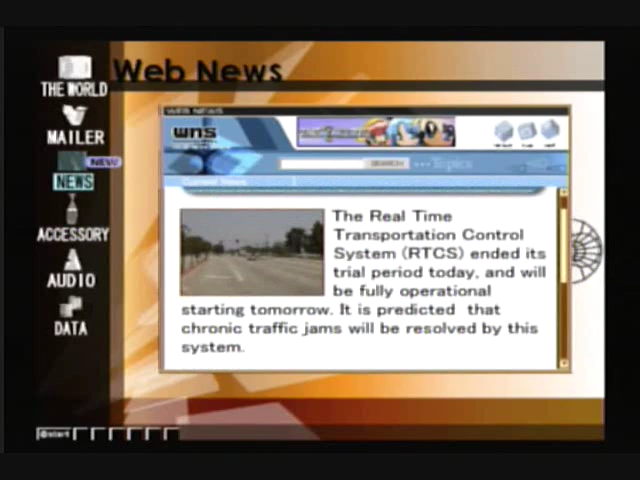 Web News
THE WORLD
MAILER
NEW
NEWS
ACCESSORY
AUDIO
DATA
WEB NEWS
wns
SEARCH
Topics
The Real Time
Transportation Control
System (RTCS) ended its
trial period today, and will
be fully operational
starting tomorrow. It is predicted that
chronic traffic jams will be resolved by this
system.
@start